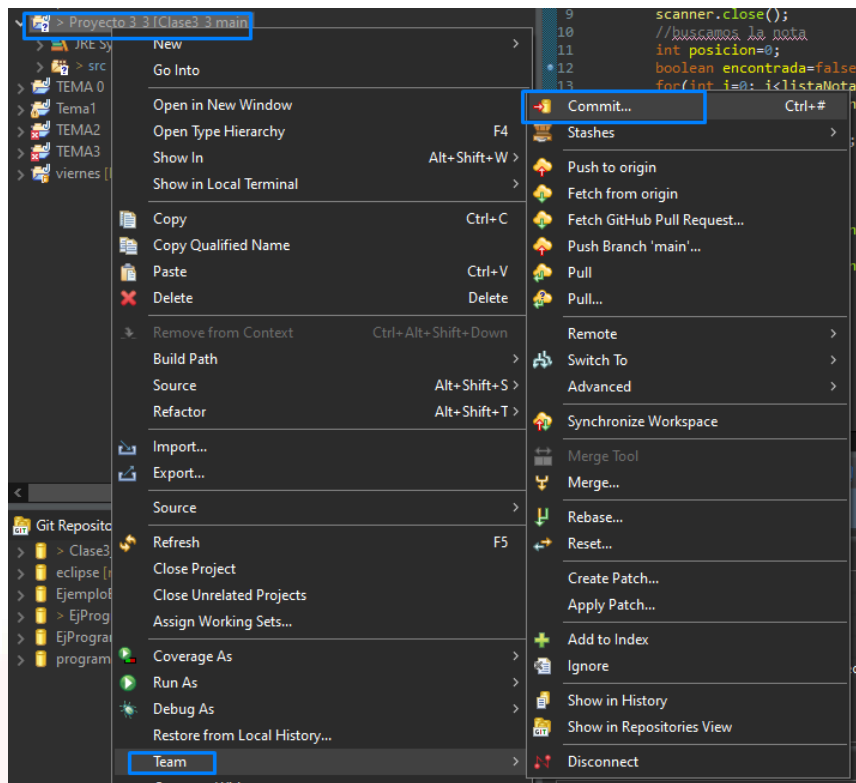 > Proyecto 3_3 [Clase3_3 main]
JRE Sy
> src
TEMA 0
Tema1
TEMA2
TEMA3
viernes [
Git Reposito
> Clase3_
eclipse [
EjemploE
> EjProg
EjPrograr
program
New
Go Into
Open in New Window
Open Type Hierarchy F4
Show In Alt+Shift+W >
Show in Local Terminal
Copy Ctrl+C
Copy Qualified Name
Paste Ctrl+V
Delete Delete
Remove from Context Ctrl+Alt+Shift+Down
Build Path
Source Alt+Shift+S >
Refactor Alt+Shift+T >
Import...
Export...
Source
Refresh F5
Close Project
Close Unrelated Projects
Assign Working Sets...
Coverage As
Run As
Debug As
Restore from Local History...
Team
9 scanner.close();
10 //buscamos la nota
11 int posicion=0;
12 boolean encontrada=false
13 for(int i=0; i<listaNota
Commit... Ctrl+#
Stashes
Push to origin
Fetch from origin
Fetch GitHub Pull Request...
Push Branch 'main'...
Pull
Pull...
Remote
Switch To
Advanced
Synchronize Workspace
Merge Tool
Merge...
Rebase...
Reset...
Create Patch...
Apply Patch...
Add to Index
Ignore
Show in History
Show in Repositories View
Disconnect